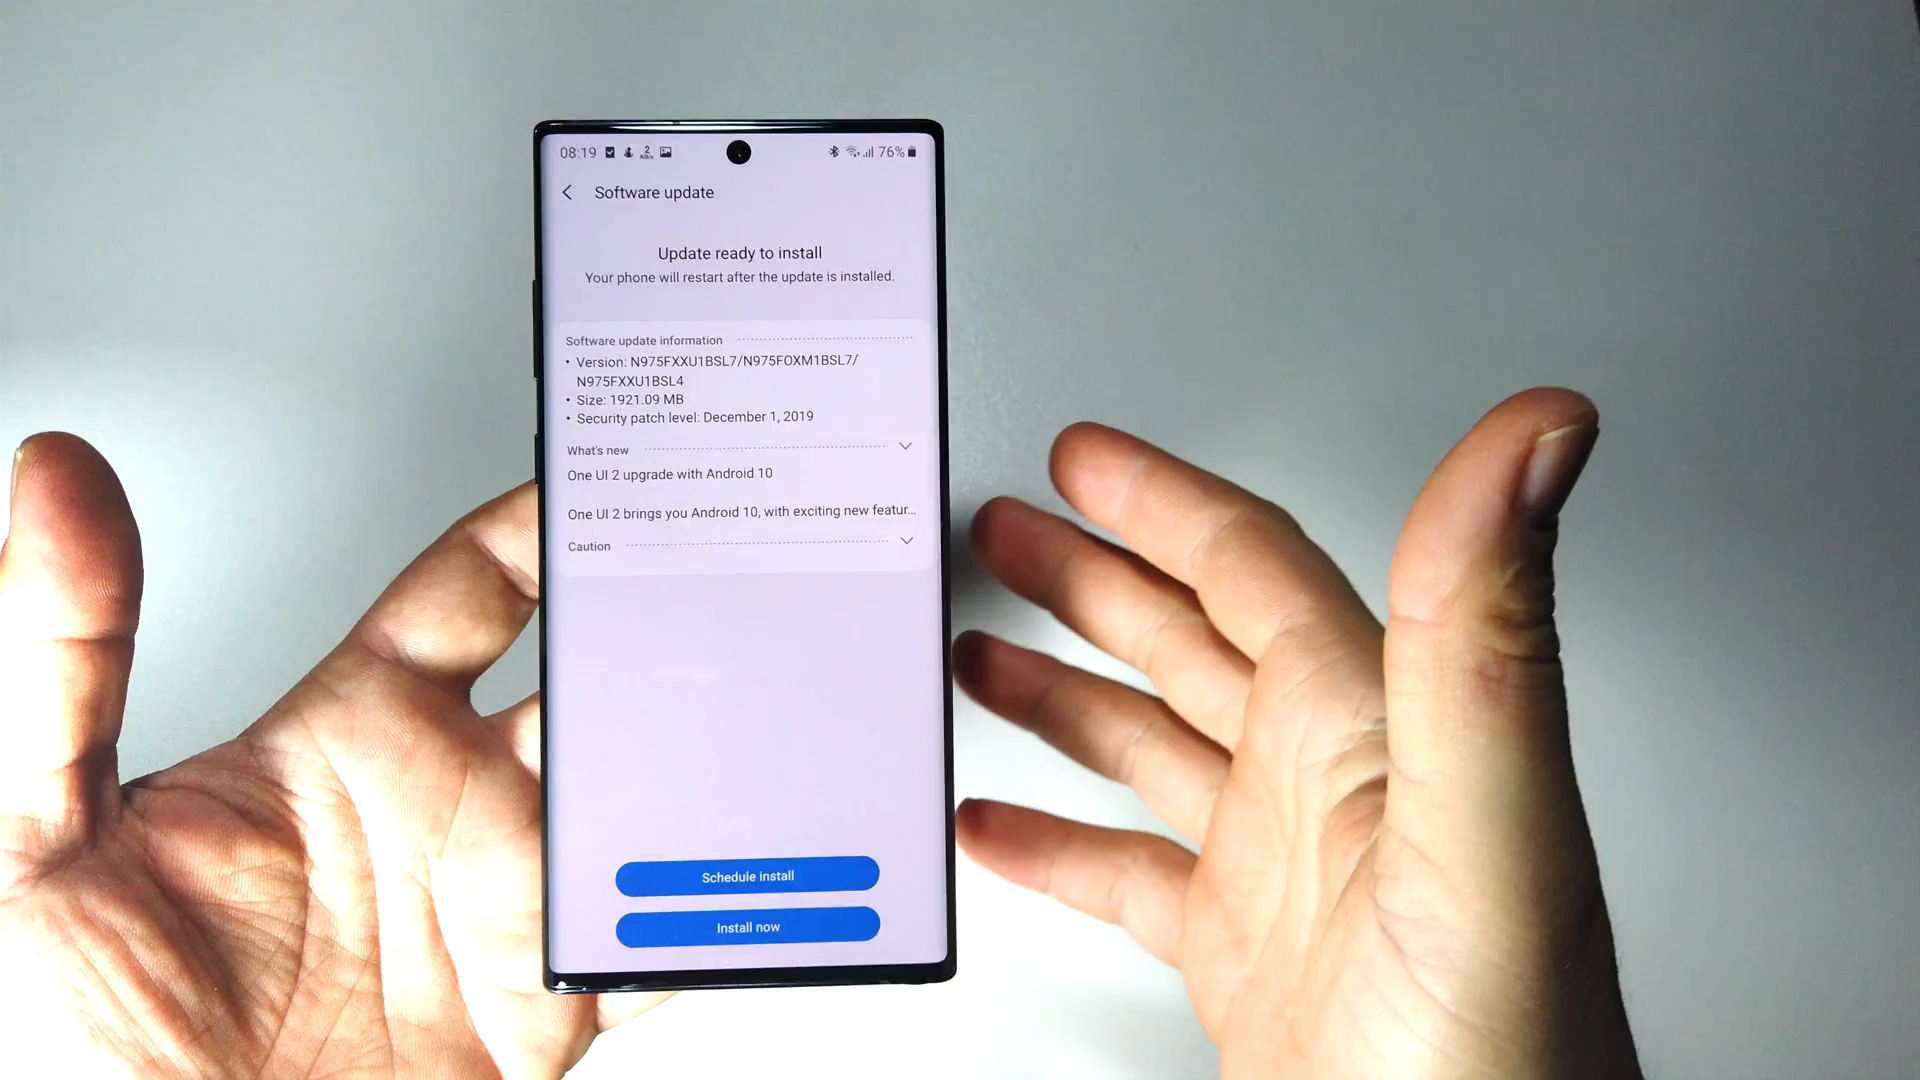 08:19 2 KB/s 76%
Software update
Update ready to install
Your phone will restart after the update is installed.
Software update information
• Version: N975FXXU1BSL7/N975FOXM1BSL7/
N975FXXU1BSL4
• Size: 1921.09 MB
• Security patch level: December 1, 2019
What's new
One UI 2 upgrade with Android 10
One UI 2 brings you Android 10, with exciting new featur...
Caution
Schedule install
Install now